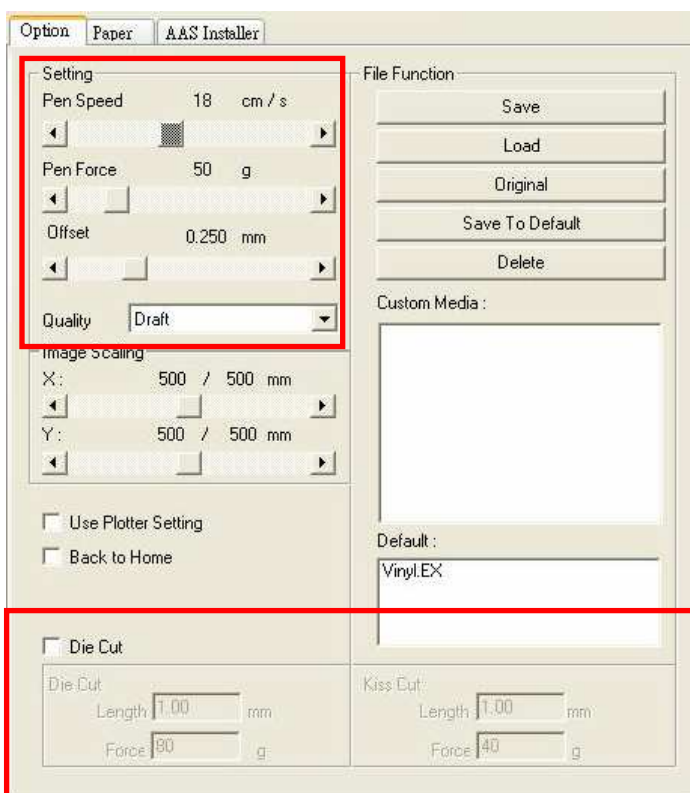 Option Paper AAS Installer
Setting
Pen Speed 18 cm / s
Pen Force 50 g
Offset 0.250 mm
Quality Draft
Image Scaling
X : 500 / 500 mm
Y : 500 / 500 mm
Use Plotter Setting
Back to Home
File Function
Save
Load
Original
Save To Default
Delete
Custom Media :
Default :
Vinyl.EX
Die Cut
Die Cut
Length 1.00 mm
Force 80 g
Kiss Cut
Length 1.00 mm
Force 40 g